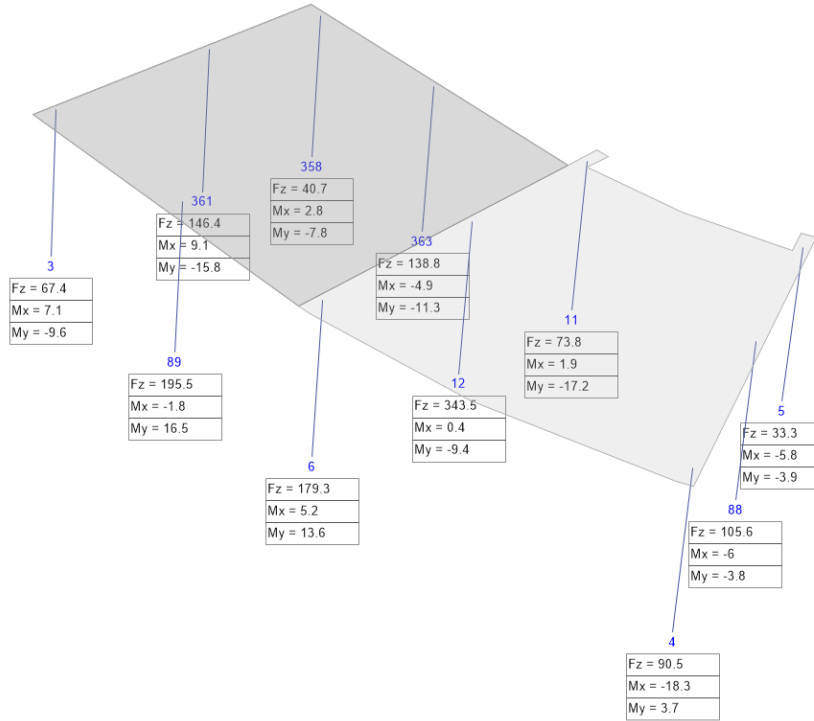 358
Fz = 40.7
Mx = 2.8
My = -7.8
361
Fz = 146.4
Mx = 9.1
My = -15.8
363
Fz = 138.8
Mx = -4.9
My = -11.3
3
Fz = 67.4
Mx = 7.1
My = -9.6
11
Fz = 73.8
Mx = 1.9
My = -17.2
89
Fz = 195.5
Mx = -1.8
My = 16.5
12
Fz = 343.5
Mx = 0.4
My = -9.4
5
Fz = 33.3
Mx = -5.8
My = -3.9
6
Fz = 179.3
Mx = 5.2
My = 13.6
88
Fz = 105.6
Mx = -6
My = -3.8
4
Fz = 90.5
Mx = -18.3
My = 3.7